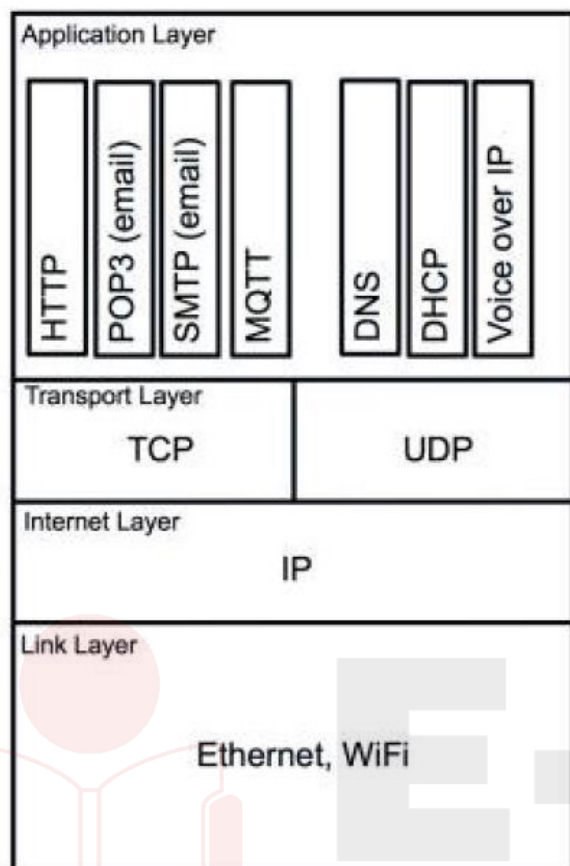 Application Layer
HTTP
POP3 (email)
SMTP (email)
MQTT
DNS
DHCP
Voice over IP
Transport Layer
TCP
UDP
Internet Layer
IP
Link Layer
Ethernet, WiFi
E-